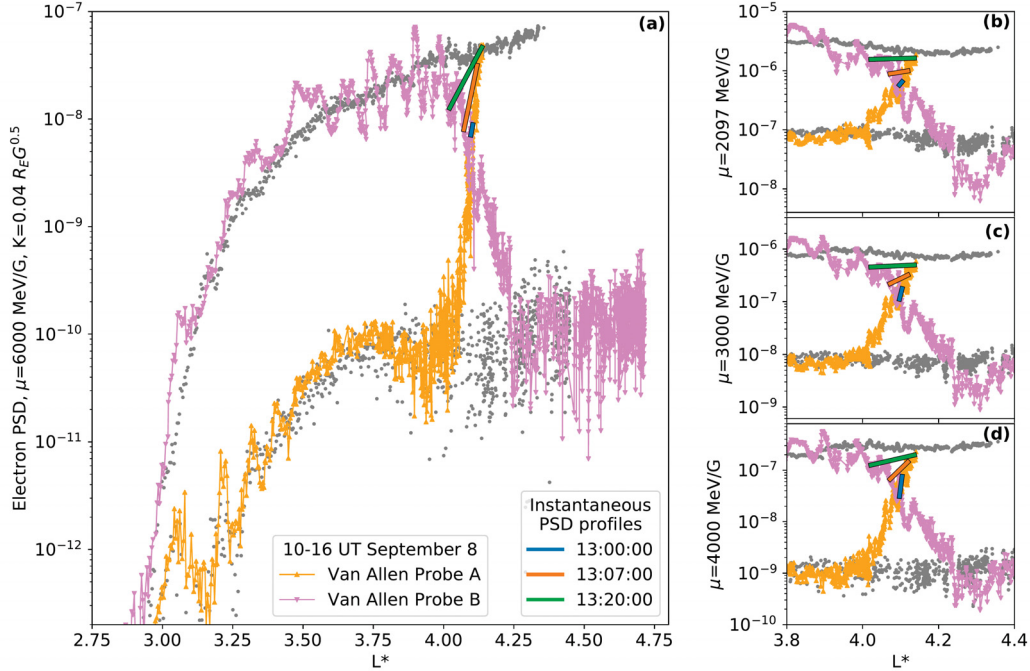 (a)
Electron PSD, μ=6000 MeV/G, K=0.04 R_E G^0.5
10^-7
10^-8
10^-9
10^-10
10^-11
10^-12
2.75 3.00 3.25 3.50 3.75 4.00 4.25 4.50 4.75
L*
10-16 UT September 8
Van Allen Probe A
Van Allen Probe B
Instantaneous
PSD profiles
13:00:00
13:07:00
13:20:00
(b)
μ=2097 MeV/G
10^-5
10^-6
10^-7
10^-8
(c)
μ=3000 MeV/G
10^-6
10^-7
10^-8
10^-9
(d)
μ=4000 MeV/G
10^-7
10^-8
10^-9
10^-10
3.8 4.0 4.2 4.4
L*